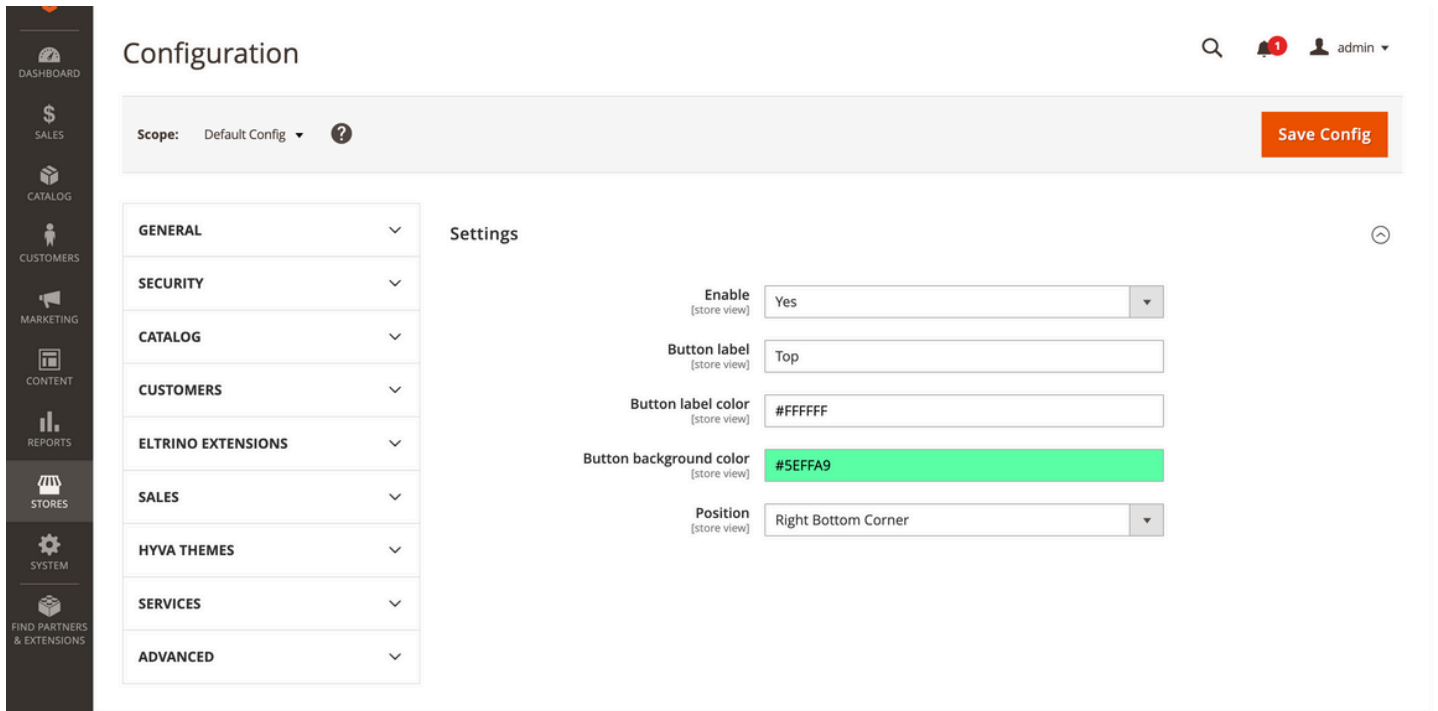 DASHBOARD
SALES
CATALOG
CUSTOMERS
MARKETING
CONTENT
REPORTS
STORES
SYSTEM
FIND PARTNERS
& EXTENSIONS
Configuration
1
admin
Scope: Default Config ?
Save Config
GENERAL
SECURITY
CATALOG
CUSTOMERS
ELTRINO EXTENSIONS
SALES
HYVA THEMES
SERVICES
ADVANCED
Settings
Enable
[store view]
Yes
Button label
[store view]
Top
Button label color
[store view]
#FFFFFF
Button background color
[store view]
#5EFFA9
Position
[store view]
Right Bottom Corner